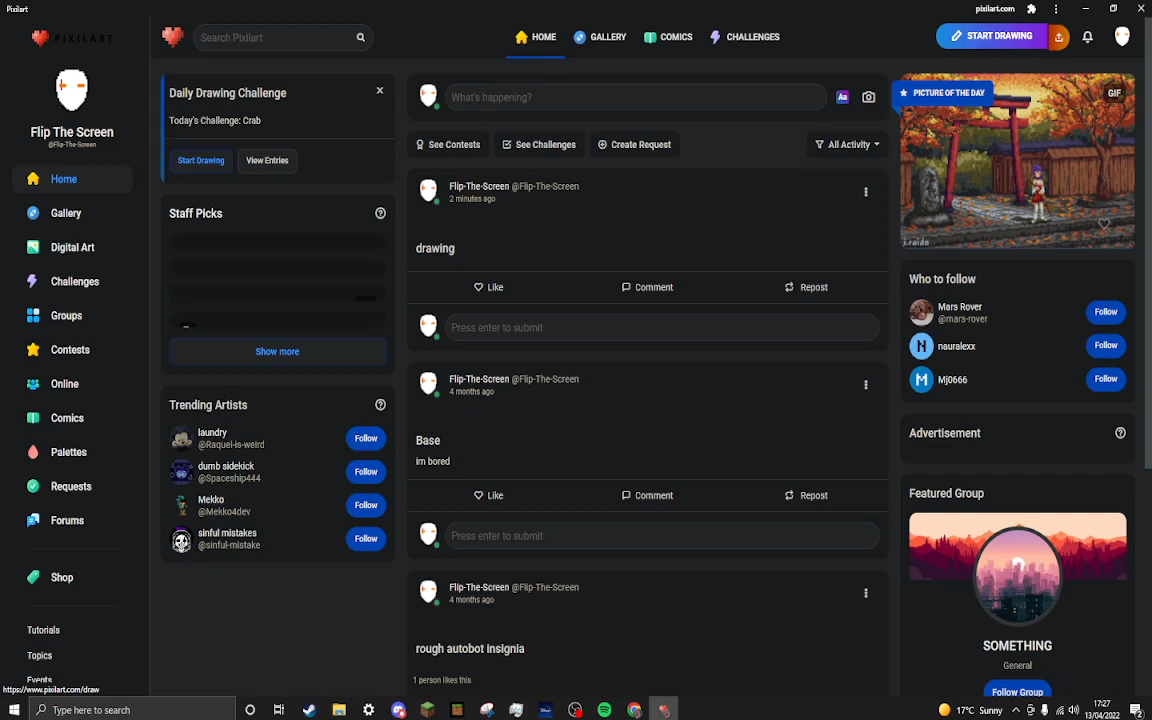 Pixilart
pixilart.com
PIXILART
Search Pixilart
HOME
GALLERY
COMICS
CHALLENGES
START DRAWING
Flip The Screen
@Flip-The-Screen
Home
Gallery
Digital Art
Challenges
Groups
Contests
Online
Comics
Palettes
Requests
Forums
Shop
Tutorials
Topics
Events
https://www.pixilart.com/draw
Daily Drawing Challenge
Today's Challenge: Crab
Start Drawing
View Entries
Staff Picks
Show more
Trending Artists
laundry
@Raquel-is-weird
Follow
dumb sidekick
@Spaceship444
Follow
Mekko
@Mekko4dev
Follow
sinful mistakes
@sinful-mistake
Follow
What's happening?
Aa
See Contests
See Challenges
Create Request
All Activity
Flip-The-Screen @Flip-The-Screen
2 minutes ago
drawing
Like
Comment
Repost
Press enter to submit
Flip-The-Screen @Flip-The-Screen
4 months ago
Base
im bored
Like
Comment
Repost
Press enter to submit
Flip-The-Screen @Flip-The-Screen
4 months ago
rough autobot insignia
1 person likes this
PICTURE OF THE DAY
GIF
j.raido
Who to follow
Mars Rover
@mars-rover
Follow
N
nauralexx
Follow
M
Mj0666
Follow
Advertisement
Featured Group
SOMETHING
General
Follow Group
Type here to search
17°C Sunny
17:27
13/04/2022
2